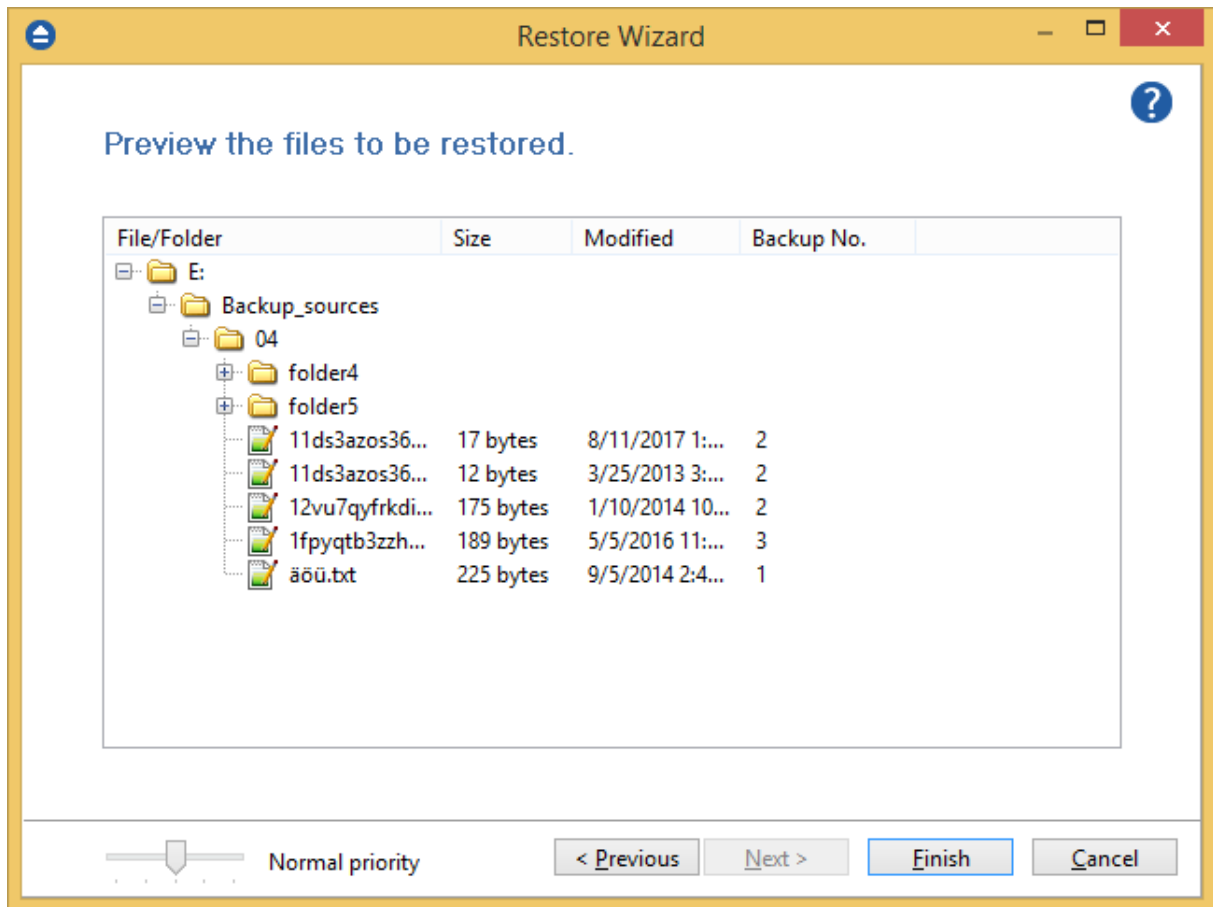 Restore Wizard
?
Preview the files to be restored.
File/Folder Size Modified Backup No.
E:
Backup_sources
04
folder4
folder5
11ds3azos36... 17 bytes 8/11/2017 1:... 2
11ds3azos36... 12 bytes 3/25/2013 3:... 2
12vu7qyfrkdi... 175 bytes 1/10/2014 10... 2
1fpyqtb3zzh... 189 bytes 5/5/2016 11:... 3
äöü.txt 225 bytes 9/5/2014 2:4... 1
Normal priority < Previous Next > Finish Cancel